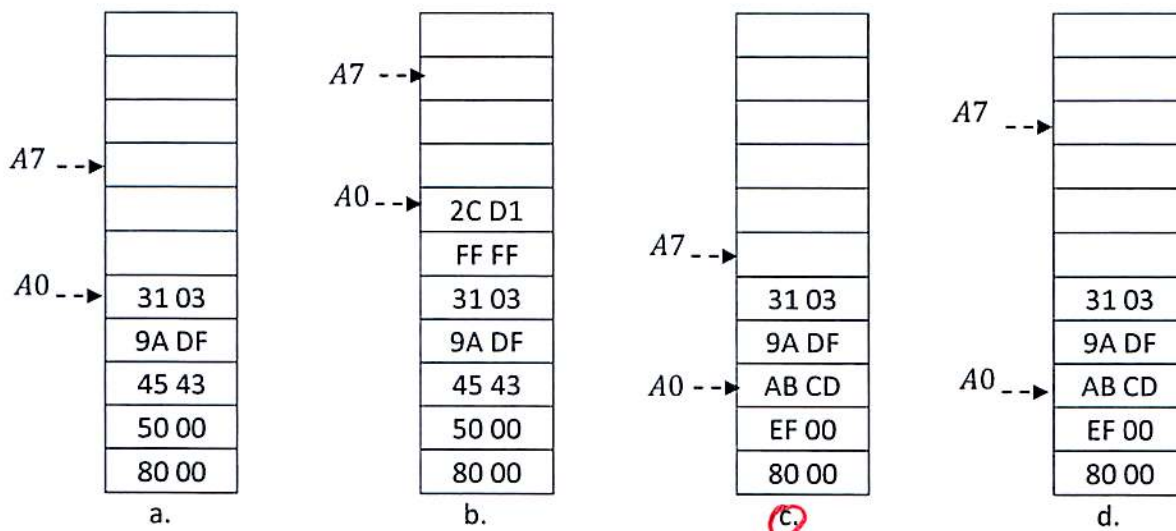 A7
A0
31 03
9A DF
45 43
50 00
80 00
a.
A7
A0
2C D1
FF FF
31 03
9A DF
45 43
50 00
80 00
b.
A7
31 03
9A DF
A0
AB CD
EF 00
80 00
c.
A7
31 03
9A DF
A0
AB CD
EF 00
80 00
d.